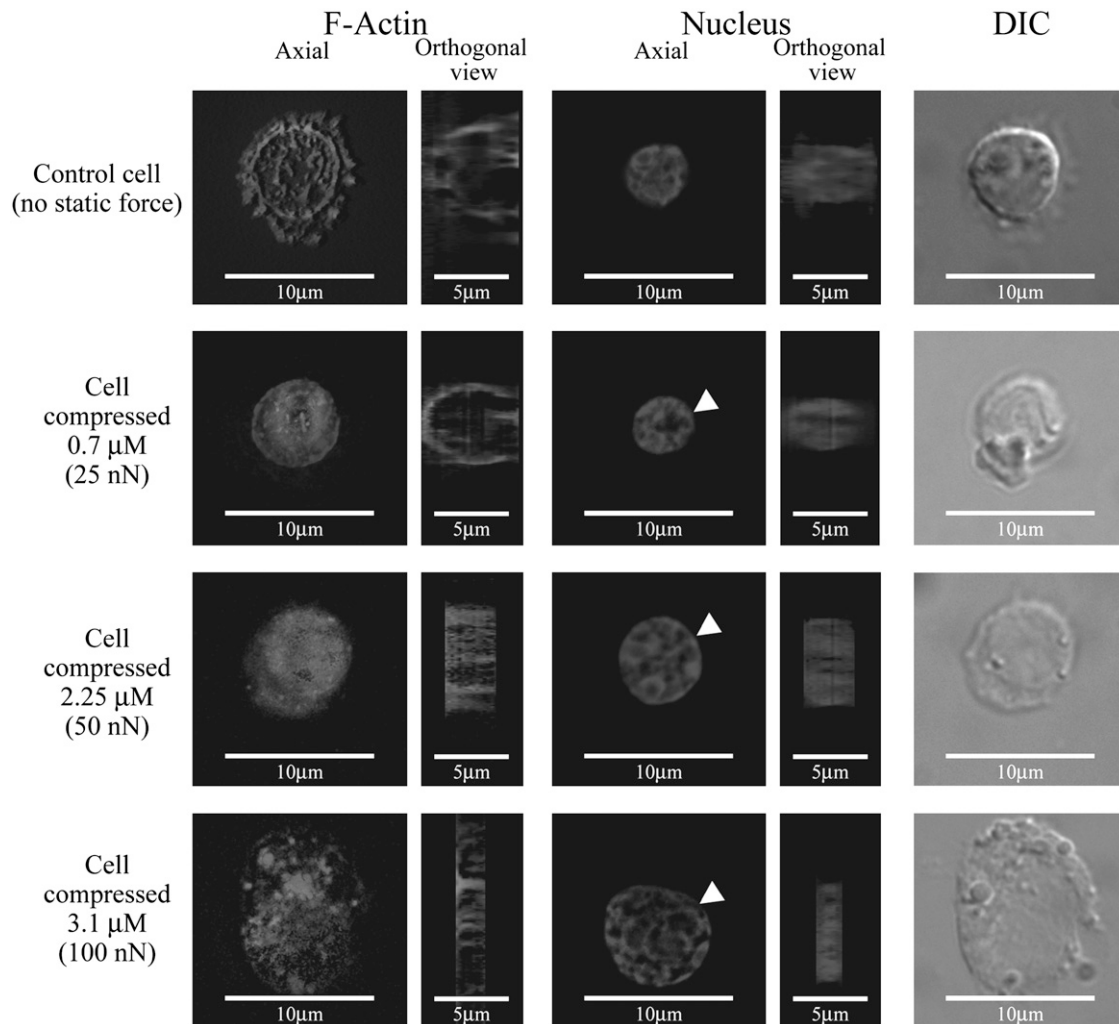 F-Actin Nucleus DIC
Axial Orthogonal view Axial Orthogonal view
Control cell
(no static force)
10μm 5μm 10μm 5μm 10μm
Cell
compressed
0.7 μM
(25 nN)
10μm 5μm 10μm 5μm 10μm
Cell
compressed
2.25 μM
(50 nN)
10μm 5μm 10μm 5μm 10μm
Cell
compressed
3.1 μM
(100 nN)
10μm 5μm 10μm 5μm 10μm